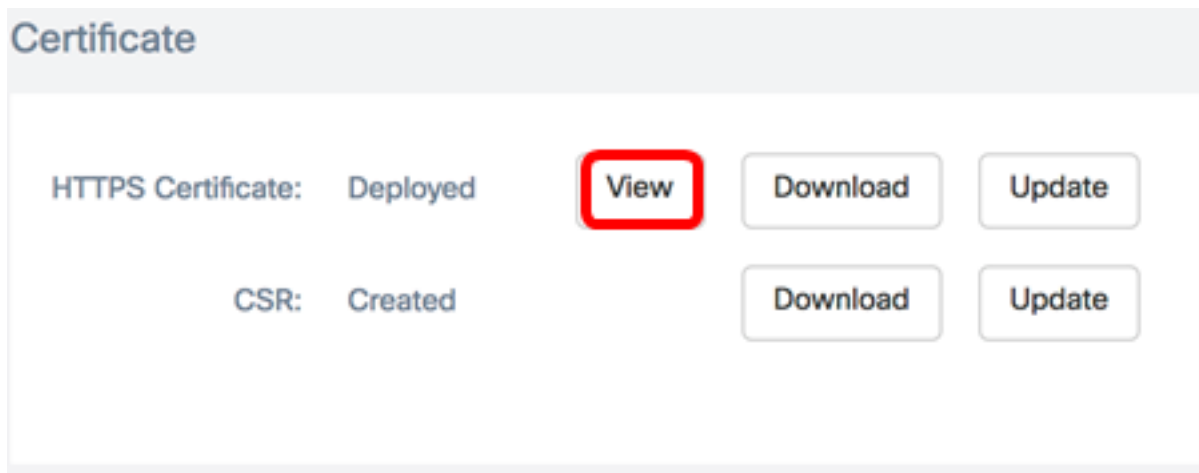 Certificate
HTTPS Certificate: Deployed View Download Update
CSR: Created Download Update